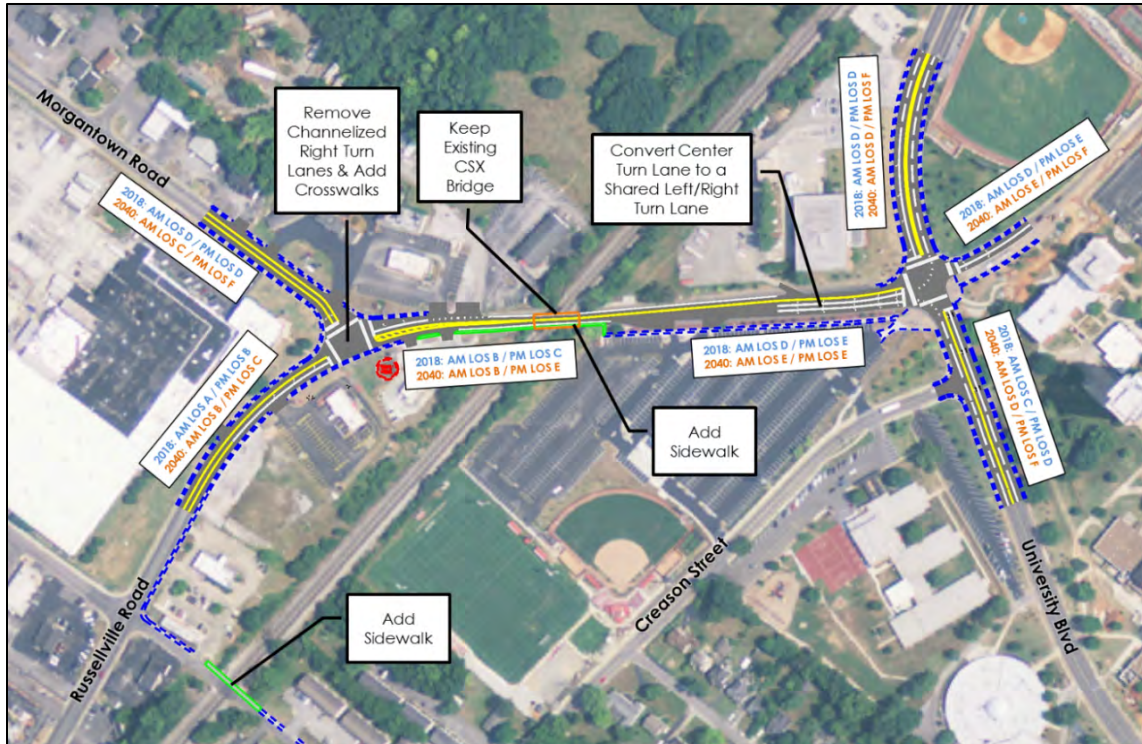 Morgantown Road
Remove
Channelized
Right Turn
Lanes & Add
Crosswalks
Keep
Existing
CSX
Bridge
Convert Center
Turn Lane to a
Shared Left/Right
Turn Lane
2018: AM LOS D / PM LOS D
2040: AM LOS D / PM LOS F
2018: AM LOS D / PM LOS E
2040: AM LOS E / PM LOS F
2018: AM LOS D / PM LOS D
2040: AM LOS C / PM LOS F
2018: AM LOS A / PM LOS B
2040: AM LOS B / PM LOS C
2018: AM LOS B / PM LOS C
2040: AM LOS B / PM LOS E
2018: AM LOS D / PM LOS E
2040: AM LOS E / PM LOS E
2018: AM LOS C / PM LOS D
2040: AM LOS D / PM LOS F
Add
Sidewalk
Creason Street
University Blvd
Add
Sidewalk
Russellville Road